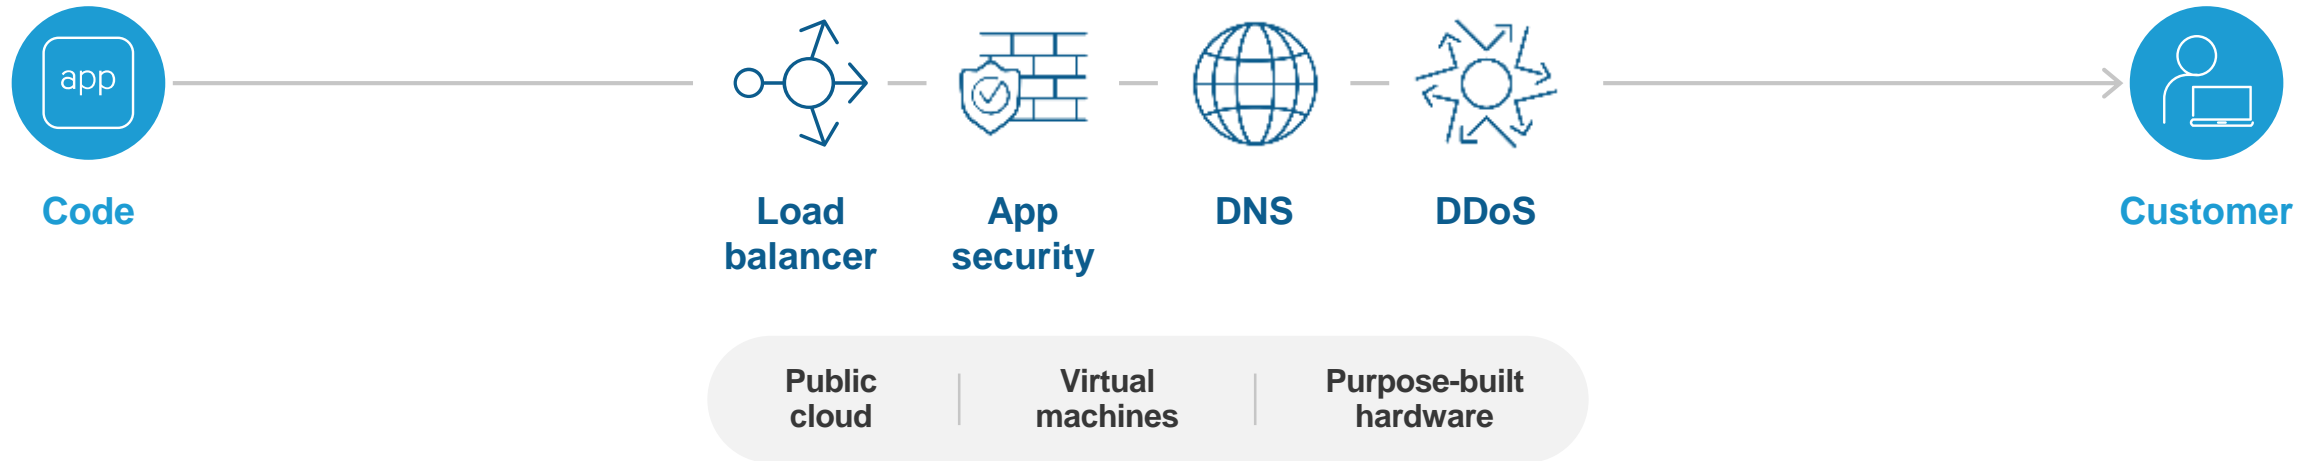 app
Code
Load
balancer
App
security
DNS
DDoS
Customer
Public
cloud
Virtual
machines
Purpose-built
hardware